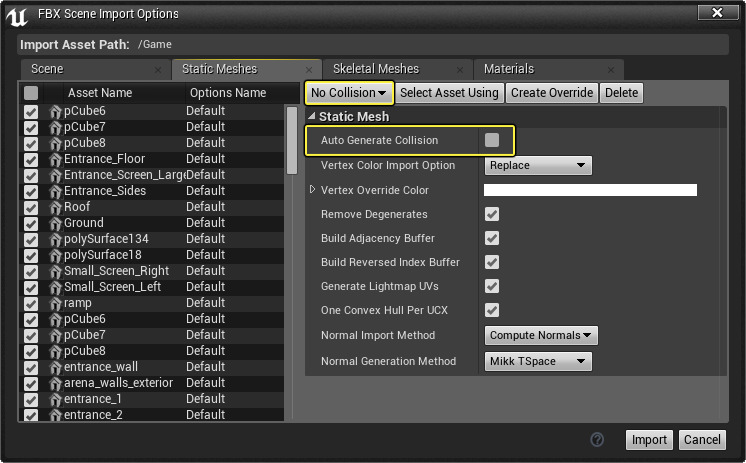 FBX Scene Import Options
Import Asset Path: /Game
Scene Static Meshes Skeletal Meshes Materials
Asset Name Options Name
pCube6 Default
pCube7 Default
pCube8 Default
Entrance_Floor Default
Entrance_Screen_Large Default
Entrance_Sides Default
Roof Default
Ground Default
polySurface134 Default
polySurface18 Default
Small_Screen_Right Default
Small_Screen_Left Default
ramp Default
pCube6 Default
pCube7 Default
pCube8 Default
entrance_wall Default
arena_walls_exterior Default
entrance_1 Default
entrance_2 Default
No Collision Select Asset Using Create Override Delete
Static Mesh
Auto Generate Collision
Vertex Color Import Option Replace
Vertex Override Color
Remove Degenerates
Build Adjacency Buffer
Build Reversed Index Buffer
Generate Lightmap UVs
One Convex Hull Per UCX
Normal Import Method Compute Normals
Normal Generation Method Mikk TSpace
? Import Cancel